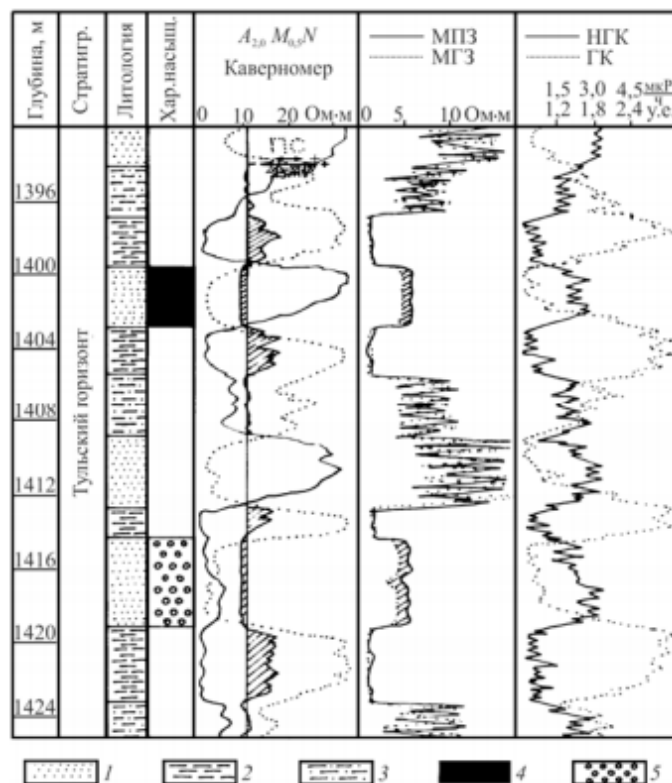 Глубина, м
Стратигр.
Литология
Хар.насыщ.
A2,0 M0,5N
Каверномер
0 10 20 Ом·м
МПЗ
МГЗ
0 5 10 Ом·м
НГК
ГК
1,5 3,0 4,5 мкР
1,2 1,8 2,4 у.е.
ПС
Тульский горизонт
1396
1400
1404
1408
1412
1416
1420
1424
1 2 3 4 5